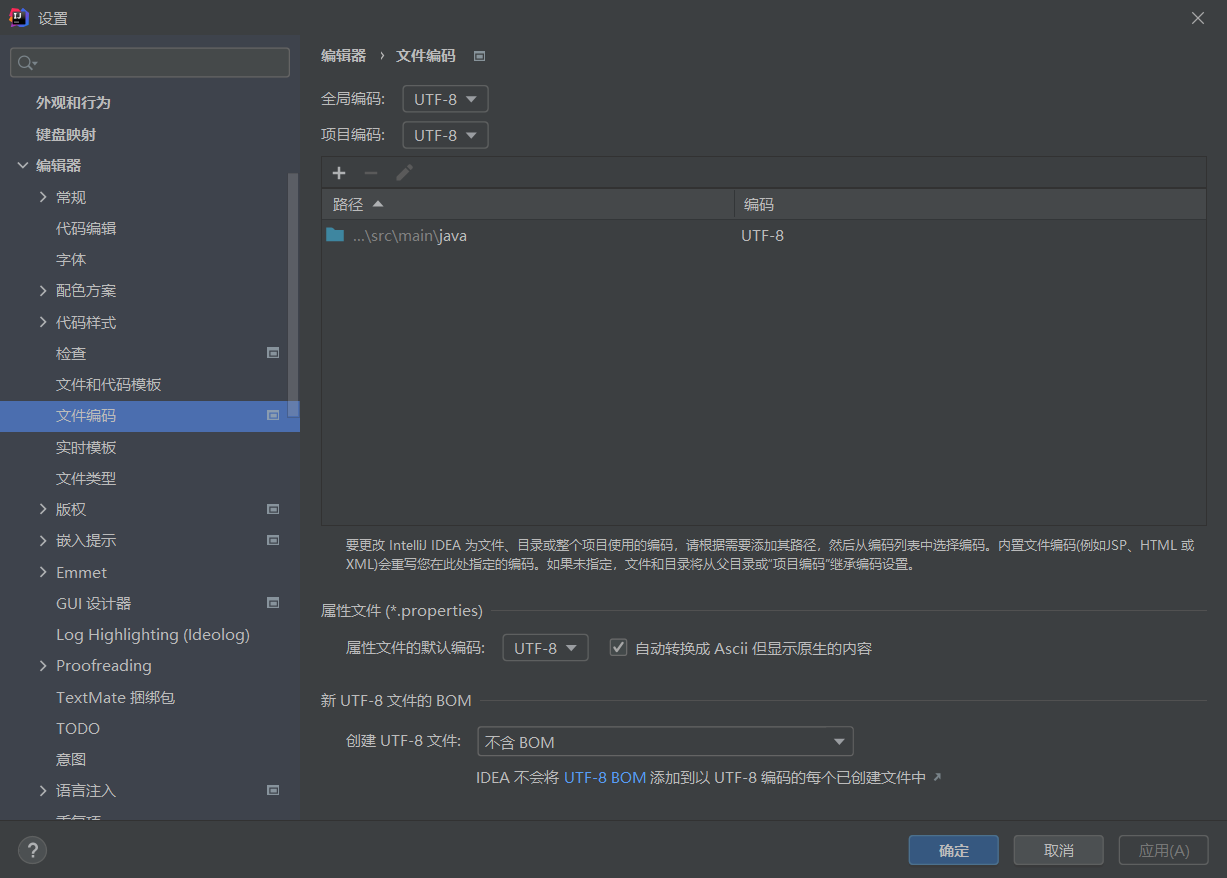 设置
外观和行为
键盘映射
编辑器
常规
代码编辑
字体
配色方案
代码样式
检查
文件和代码模板
文件编码
实时模板
文件类型
版权
嵌入提示
Emmet
GUI 设计器
Log Highlighting (Ideolog)
Proofreading
TextMate 捆绑包
TODO
意图
语言注入
重复项
编辑器 › 文件编码
全局编码: UTF-8
项目编码: UTF-8
路径 编码
...\src\main\java UTF-8
要更改 IntelliJ IDEA 为文件、目录或整个项目使用的编码，请根据需要添加其路径，然后从编码列表中选择编码。内置文件编码(例如JSP、HTML 或
XML)会重写您在此处指定的编码。如果未指定，文件和目录将从父目录或"项目编码"继承编码设置。
属性文件 (*.properties)
属性文件的默认编码: UTF-8 自动转换成 Ascii 但显示原生的内容
新 UTF-8 文件的 BOM
创建 UTF-8 文件: 不含 BOM
IDEA 不会将 UTF-8 BOM 添加到以 UTF-8 编码的每个已创建文件中
? 确定 取消 应用(A)